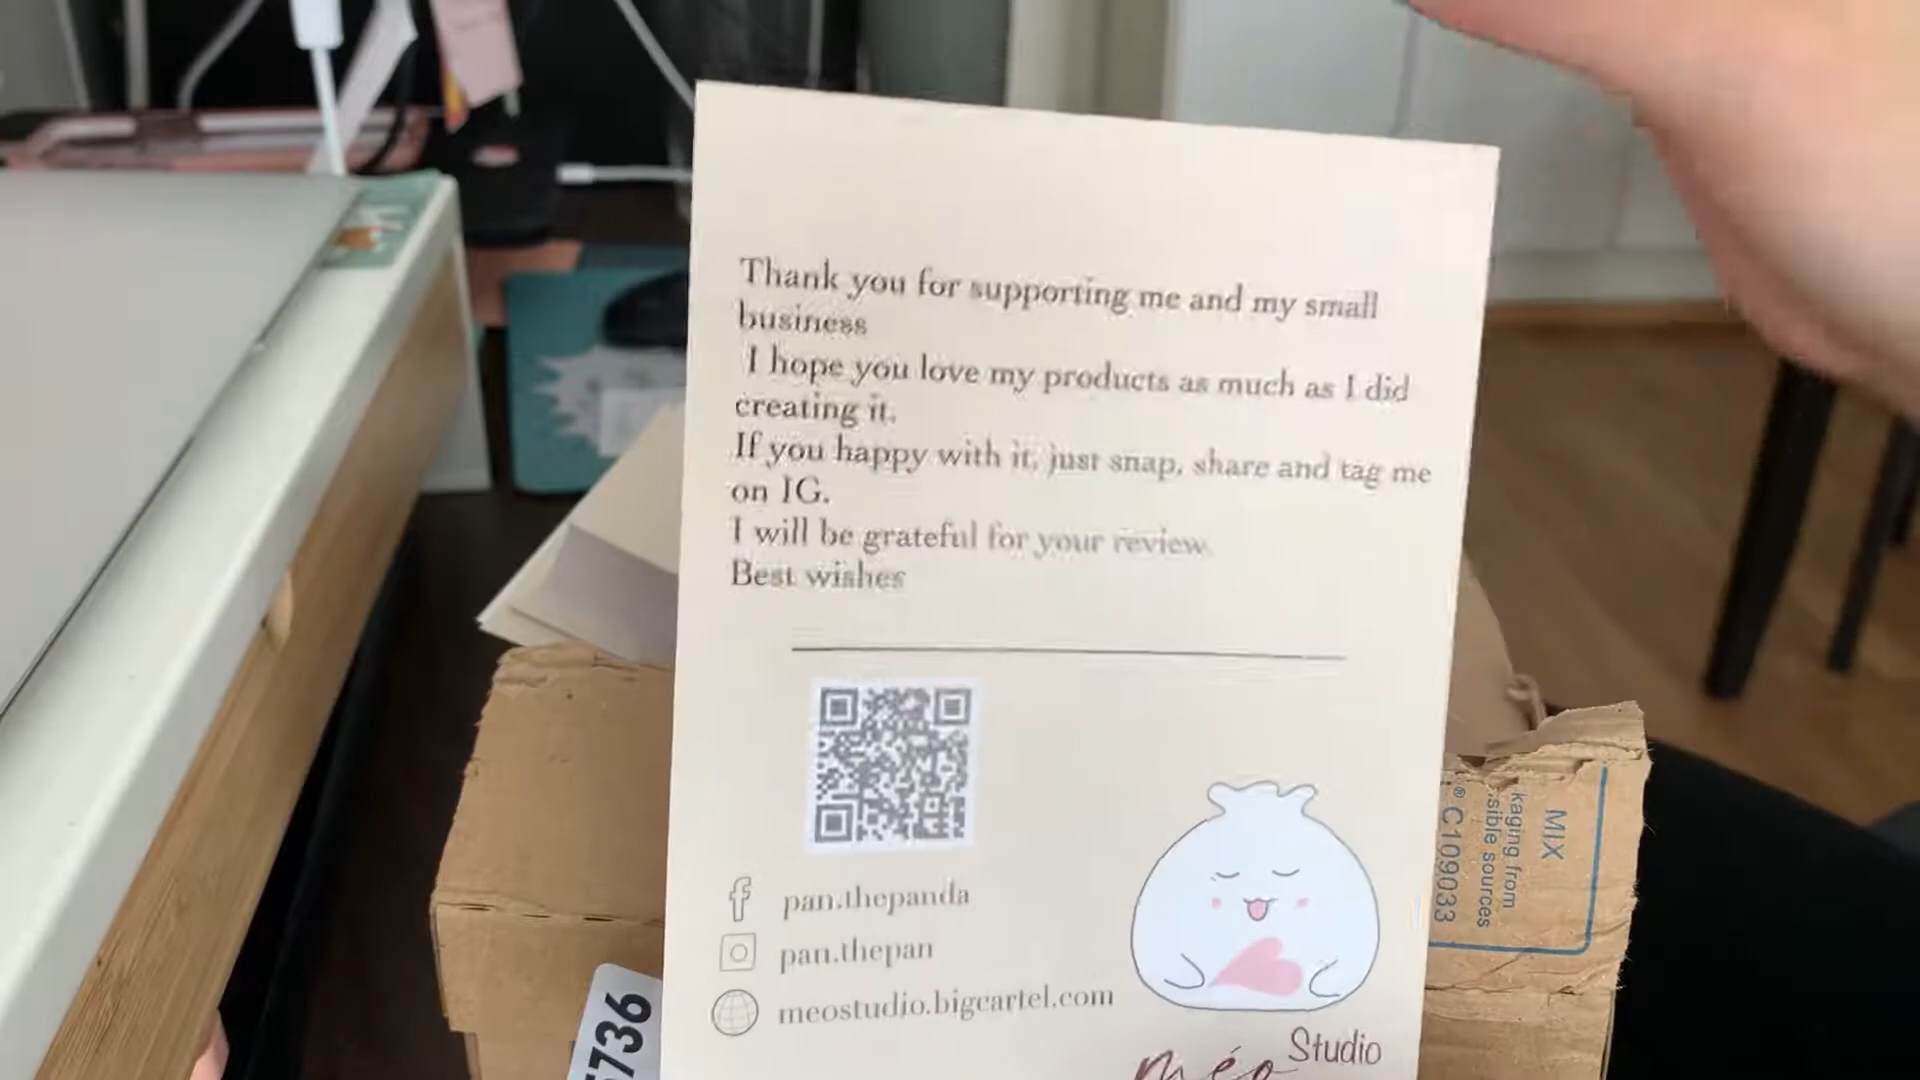 Thank you for supporting me and my small
business
I hope you love my products as much as I did
creating it.
If you happy with it, just snap, share and tag me
on IG.
I will be grateful for your review.
Best wishes
pan.thepanda
pan.thepan
meostudio.bigcartel.com
méo Studio
MIX
kaging from
sible sources
® C109033
5736